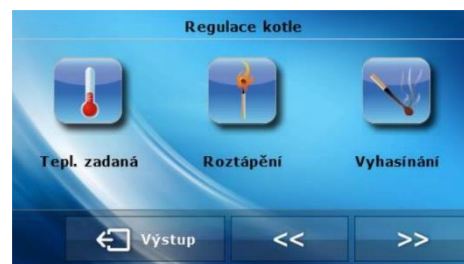 Regulace kotle
Tepl. zadaná Roztápění Vyhasínání
Výstup << >>